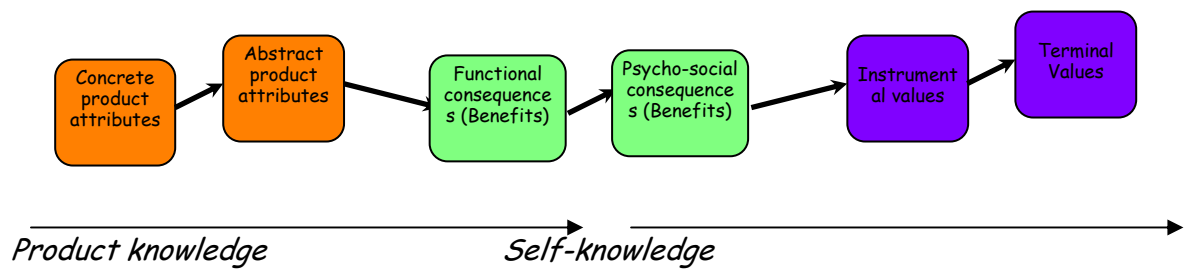 Concrete
product
attributes
Abstract
product
attributes
Functional
consequence
s (Benefits)
Psycho-social
consequence
s (Benefits)
Instrument
al values
Terminal
Values
Product knowledge
Self-knowledge